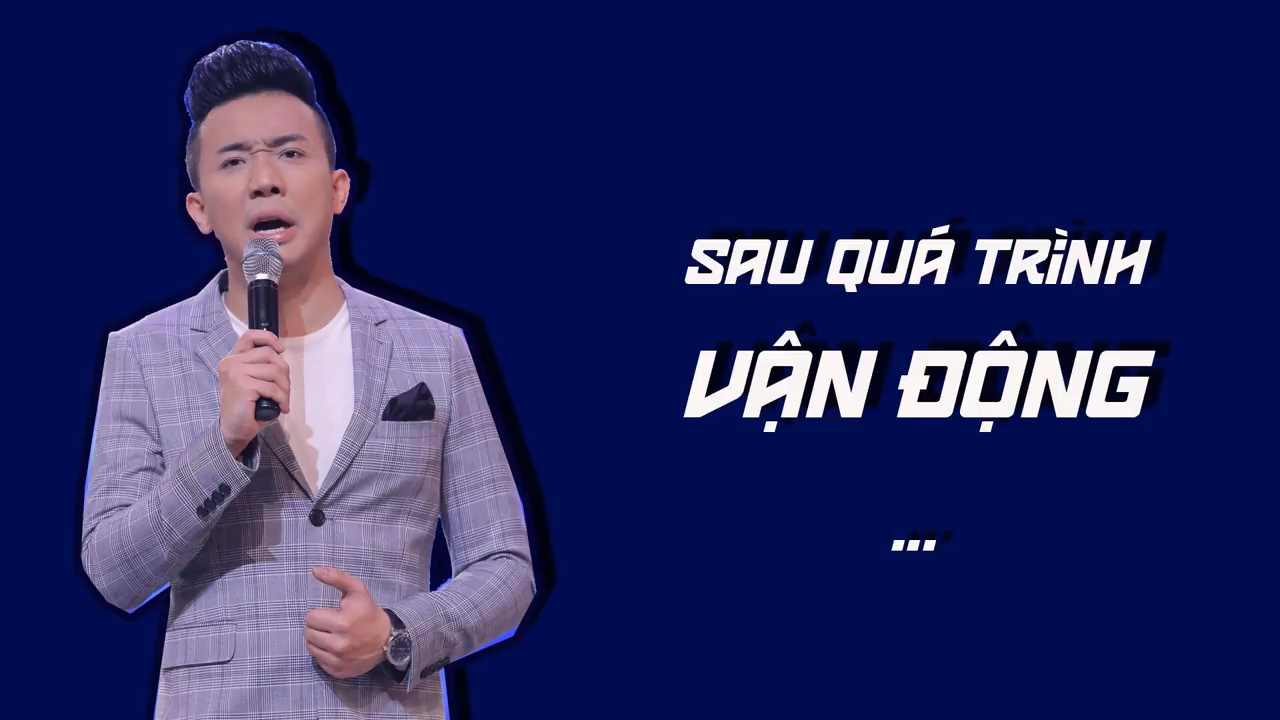 SAU QUÁ TRÌNH
VẬN ĐỘNG
...